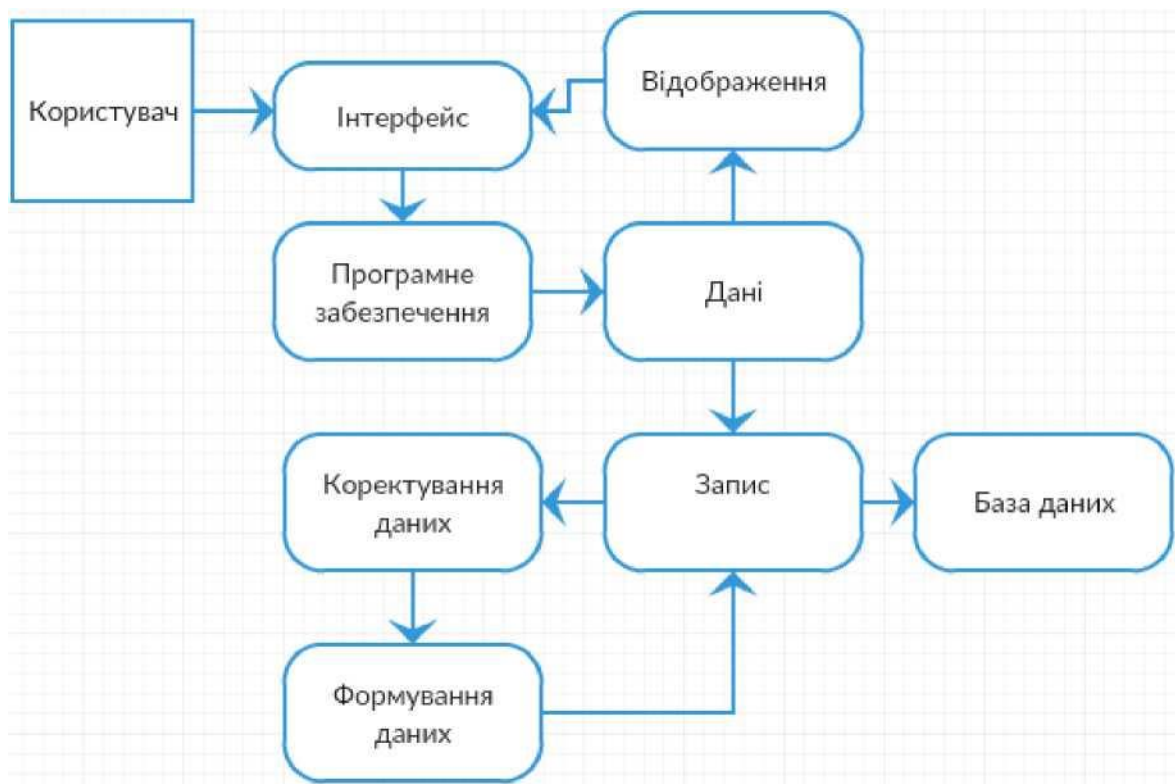 Користувач
Інтерфейс
Відображення
Програмне
забезпечення
Дані
Коректування
даних
Запис
База даних
Формування
даних